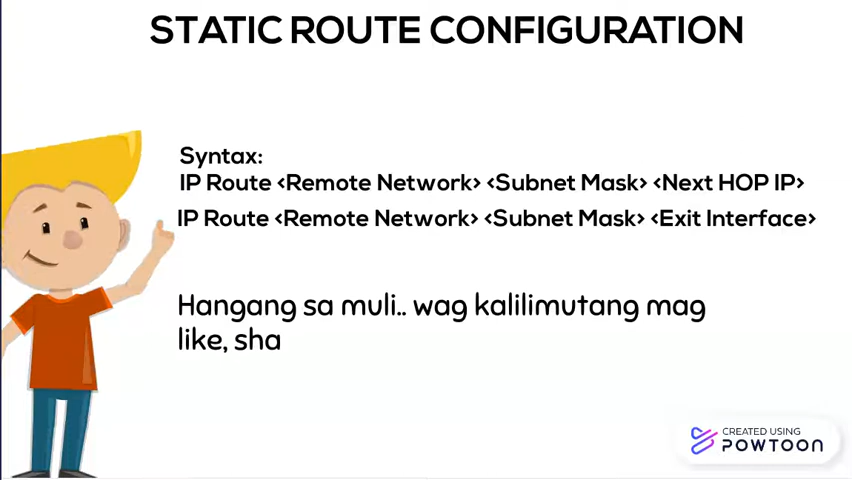 STATIC ROUTE CONFIGURATION
Syntax:
IP Route <Remote Network> <Subnet Mask> <Next HOP IP>
IP Route <Remote Network> <Subnet Mask> <Exit Interface>
Hangang sa muli.. wag kalilimutang mag
like, sha
CREATED USING
POWTOON